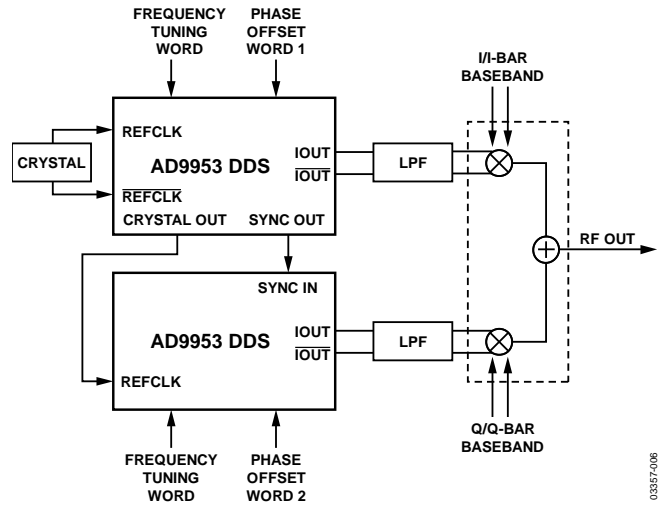 FREQUENCY
TUNING
WORD
PHASE
OFFSET
WORD 1
I/I-BAR
BASEBAND
REFCLK
CRYSTAL
AD9953 DDS
IOUT
IOUT
LPF
REFCLK
CRYSTAL OUT
SYNC OUT
RF OUT
SYNC IN
AD9953 DDS
IOUT
IOUT
LPF
REFCLK
Q/Q-BAR
BASEBAND
FREQUENCY
TUNING
WORD
PHASE
OFFSET
WORD 2
03357-006